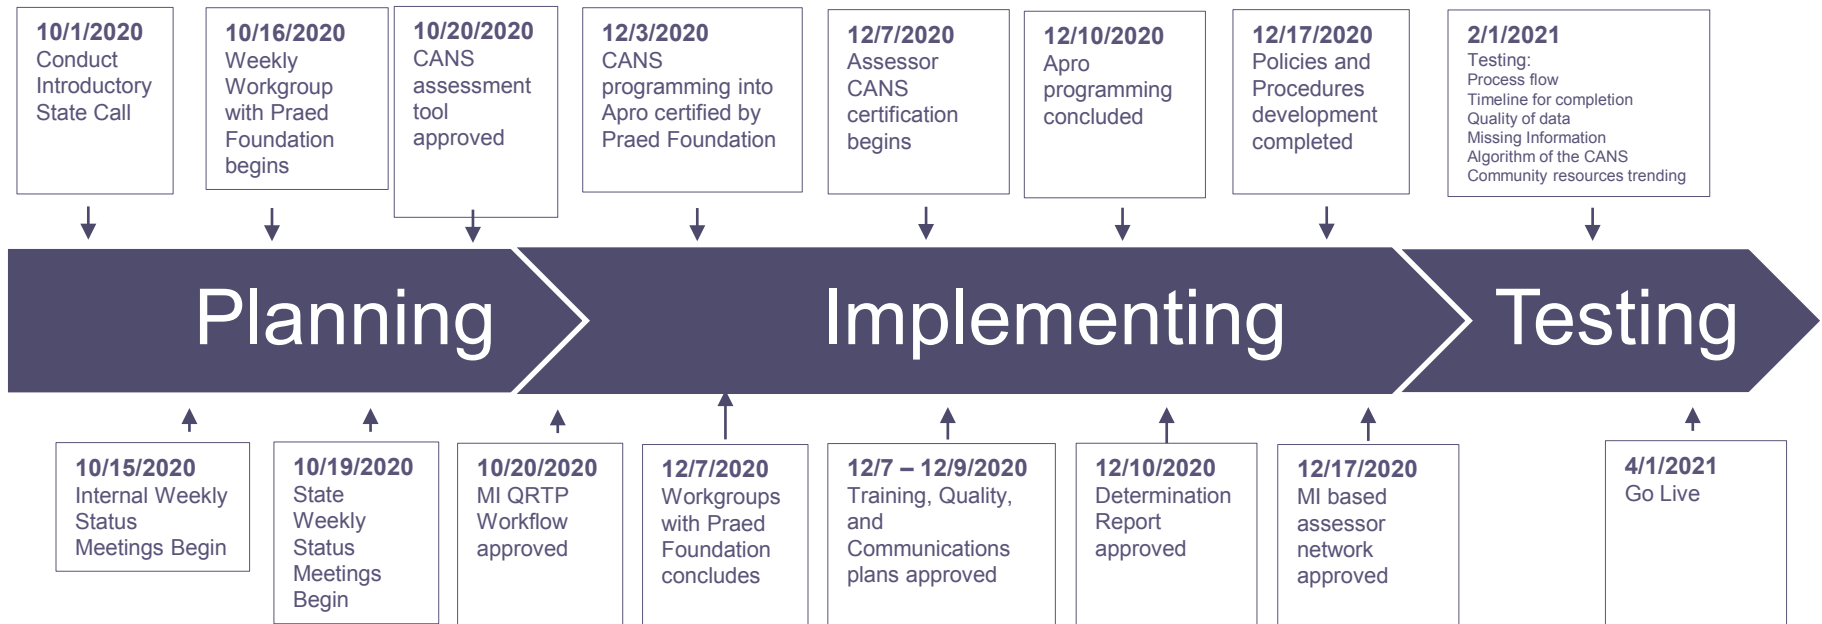 10/1/2020
Conduct
Introductory
State Call
10/16/2020
Weekly
Workgroup
with Praed
Foundation
begins
10/20/2020
CANS
assessment
tool
approved
12/3/2020
CANS
programming into
Apro certified by
Praed Foundation
12/7/2020
Assessor
CANS
certification
begins
12/10/2020
Apro
programming
concluded
12/17/2020
Policies and
Procedures
development
completed
2/1/2021
Testing:
Process flow
Timeline for completion
Quality of data
Missing Information
Algorithm of the CANS
Community resources trending
Planning
Implementing
Testing
10/15/2020
Internal Weekly
Status
Meetings Begin
10/19/2020
State
Weekly
Status
Meetings
Begin
10/20/2020
MI QRTP
Workflow
approved
12/7/2020
Workgroups
with Praed
Foundation
concludes
12/7 – 12/9/2020
Training, Quality,
and
Communications
plans approved
12/10/2020
Determination
Report
approved
12/17/2020
MI based
assessor
network
approved
4/1/2021
Go Live